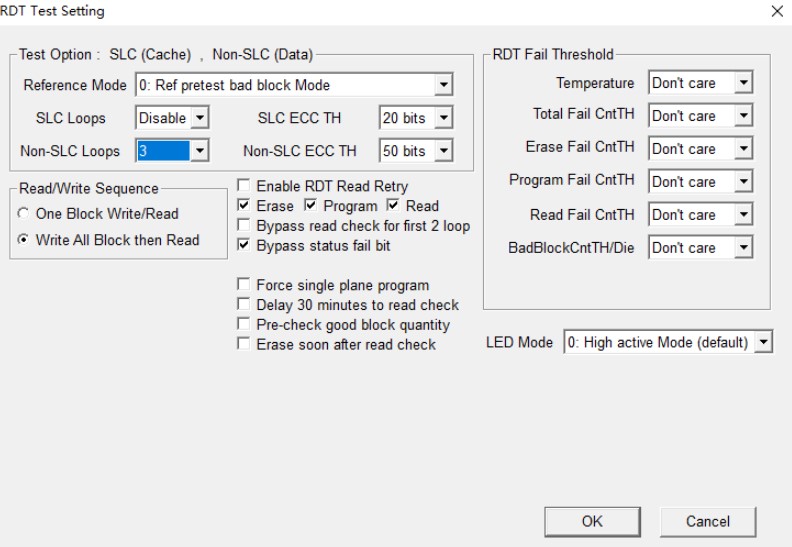 RDT Test Setting
Test Option : SLC (Cache) , Non-SLC (Data)
Reference Mode 0: Ref pretest bad block Mode
SLC Loops Disable SLC ECC TH 20 bits
Non-SLC Loops 3 Non-SLC ECC TH 50 bits
Read/Write Sequence
One Block Write/Read
Write All Block then Read
Enable RDT Read Retry
Erase Program Read
Bypass read check for first 2 loop
Bypass status fail bit
Force single plane program
Delay 30 minutes to read check
Pre-check good block quantity
Erase soon after read check
RDT Fail Threshold
Temperature Don't care
Total Fail CntTH Don't care
Erase Fail CntTH Don't care
Program Fail CntTH Don't care
Read Fail CntTH Don't care
BadBlockCntTH/Die Don't care
LED Mode 0: High active Mode (default)
OK Cancel